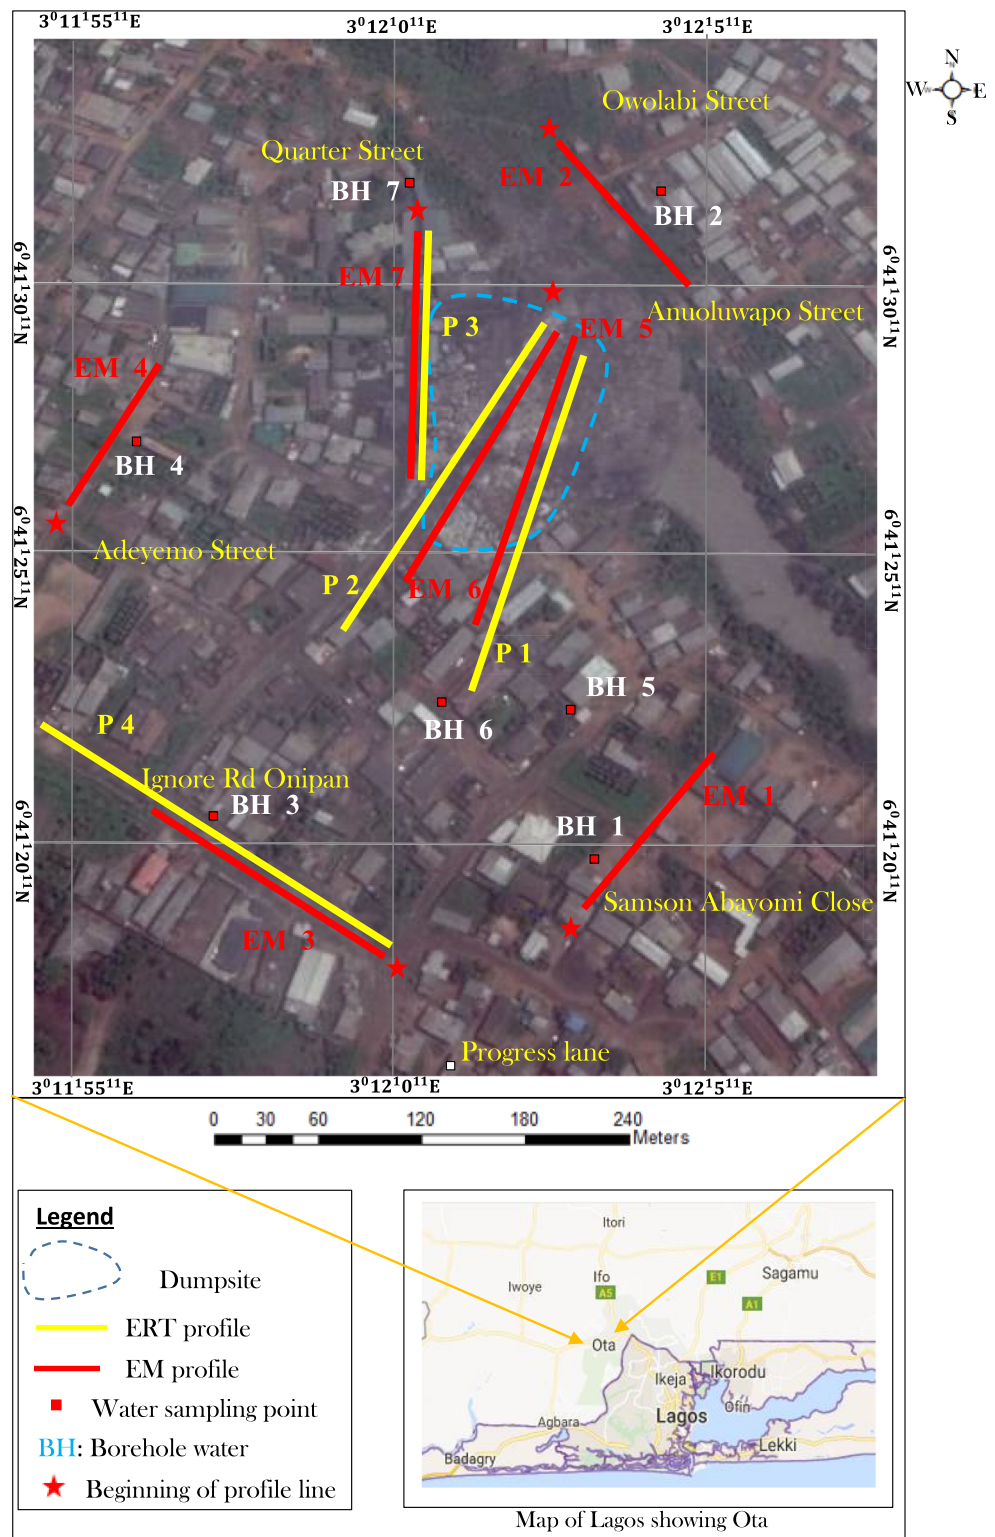 3⁰11¹55¹¹E 3⁰12¹0¹¹E 3⁰12¹5¹¹E
N
W E
S
Owolabi Street
Quarter Street
EM 2
BH 7
BH 2
6⁰41¹30¹¹N
EM 7
6⁰41¹30¹¹N
Anuoluwapo Street
P 3
EM 5
EM 4
BH 4
6⁰41¹25¹¹N
Adeyemo Street
6⁰41¹25¹¹N
P 2
EM 6
P 1
BH 5
P 4
BH 6
Ignore Rd Onipan
EM 1
BH 3
6⁰41¹20¹¹N
BH 1
6⁰41¹20¹¹N
Samson Abayomi Close
EM 3
Progress lane
3⁰11¹55¹¹E 3⁰12¹0¹¹E 3⁰12¹5¹¹E
0 30 60 120 180 240
Meters
Legend
Dumpsite
ERT profile
EM profile
Water sampling point
BH: Borehole water
Beginning of profile line
Itori
Iwoye
Ifo
A5
E1
Sagamu
A1
Ota
Ikeja
Ikorodu
Ofin
Lagos
Agbara
Lekki
Badagry
Map of Lagos showing Ota